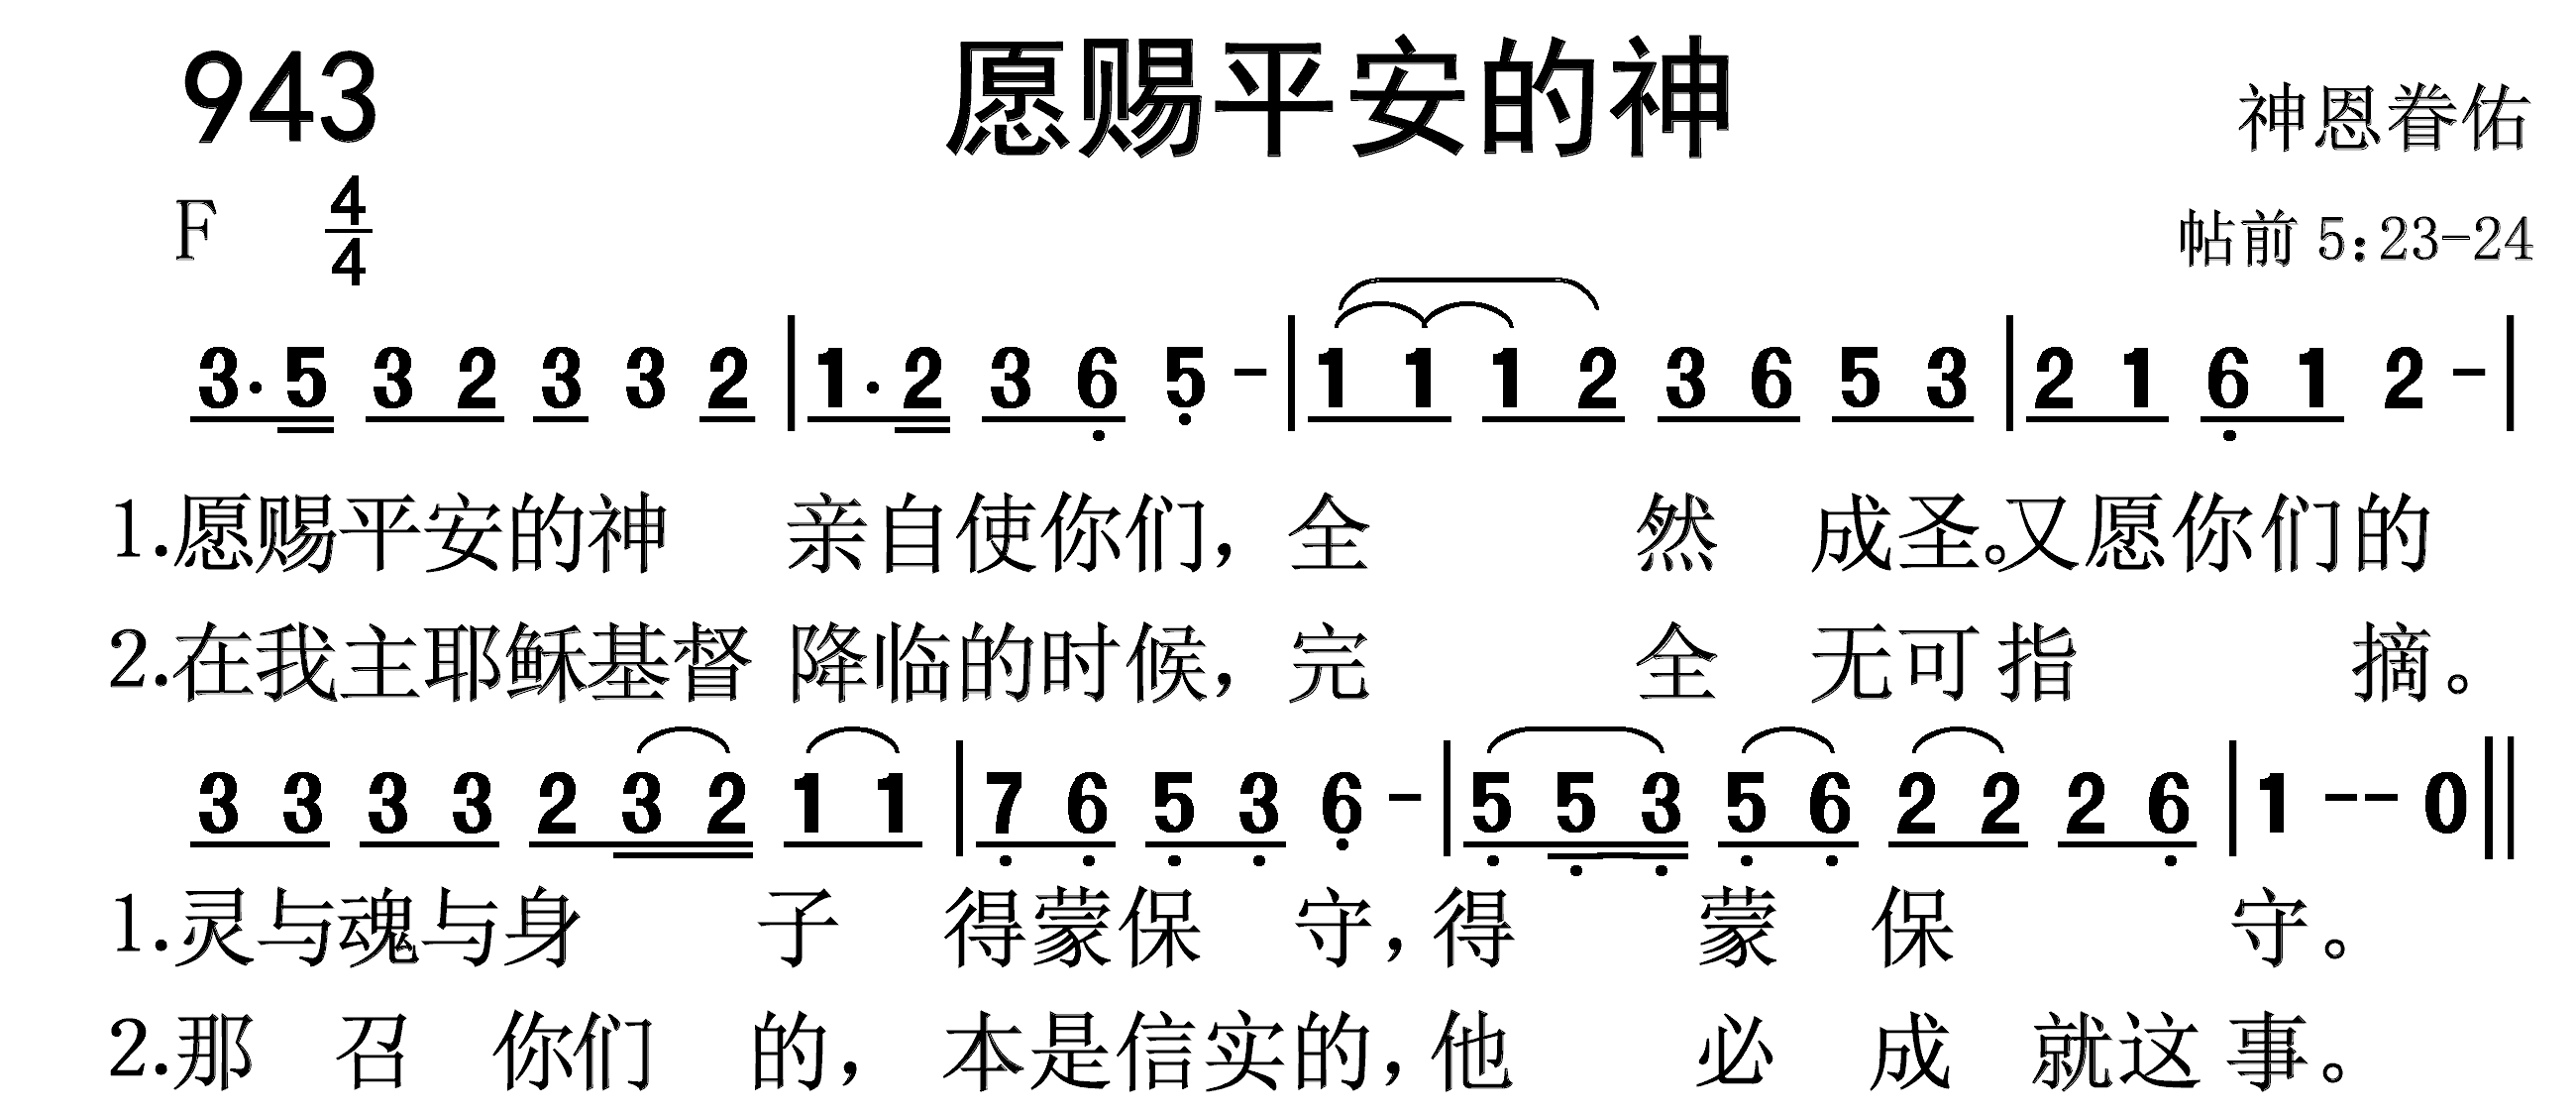 943 愿赐平安的神 神恩眷佑
F 4/4 帖前 5:23-24
3. 5 3 2 3 3 2 | 1. 2 3 6 5 - | 1 1 1 2 3 6 5 3 | 2 1 6 1 2 - |
1.愿赐平安的神 亲自使你们，全 然 成圣。又愿你们的
2.在我主耶稣基督 降临的时候，完 全 无可指 摘。
3 3 3 3 2 3 2 1 1 | 7 6 5 3 6 - | 5 5 3 5 6 2 2 2 6 | 1 - - 0 ||
1.灵与魂与身 子 得蒙保 守，得 蒙 保 守。
2.那 召 你们 的，本是信实的，他 必 成 就这事。